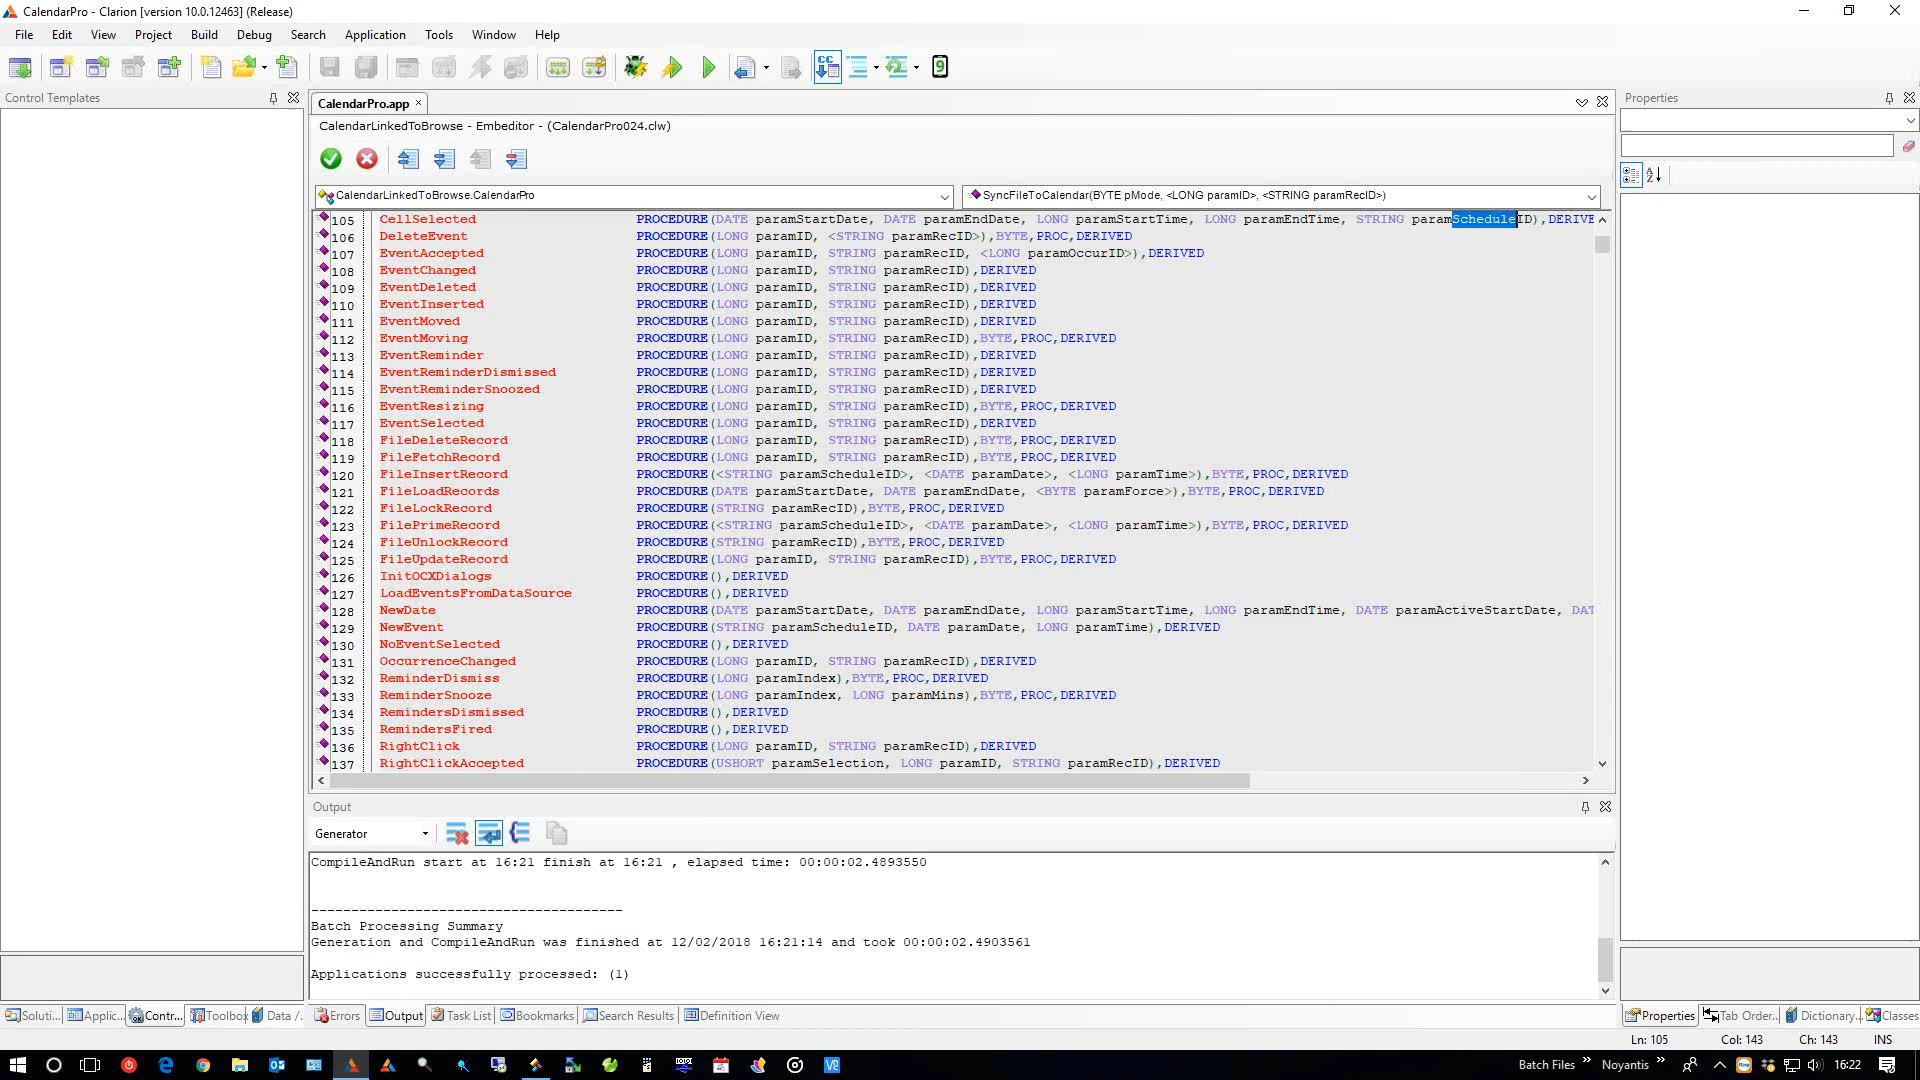 CalendarPro - Clarion [version 10.0.12463] (Release)
File Edit View Project Build Debug Search Application Tools Window Help
Control Templates
CalendarPro.app
Properties
CalendarLinkedToBrowse - Embeditor - (CalendarPro024.clw)
CalendarLinkedToBrowse.CalendarPro
SyncFileToCalendar(BYTE pMode, <LONG paramID>, <STRING paramRecID>)
105 CellSelected PROCEDURE(DATE paramStartDate, DATE paramEndDate, LONG paramStartTime, LONG paramEndTime, STRING paramScheduleID),DERIVE
106 DeleteEvent PROCEDURE(LONG paramID, <STRING paramRecID>),BYTE,PROC,DERIVED
107 EventAccepted PROCEDURE(LONG paramID, STRING paramRecID, <LONG paramOccurID>),DERIVED
108 EventChanged PROCEDURE(LONG paramID, STRING paramRecID),DERIVED
109 EventDeleted PROCEDURE(LONG paramID, STRING paramRecID),DERIVED
110 EventInserted PROCEDURE(LONG paramID, STRING paramRecID),DERIVED
111 EventMoved PROCEDURE(LONG paramID, STRING paramRecID),DERIVED
112 EventMoving PROCEDURE(LONG paramID, STRING paramRecID),BYTE,PROC,DERIVED
113 EventReminder PROCEDURE(LONG paramID, STRING paramRecID),DERIVED
114 EventReminderDismissed PROCEDURE(LONG paramID, STRING paramRecID),DERIVED
115 EventReminderSnoozed PROCEDURE(LONG paramID, STRING paramRecID),DERIVED
116 EventResizing PROCEDURE(LONG paramID, STRING paramRecID),BYTE,PROC,DERIVED
117 EventSelected PROCEDURE(LONG paramID, STRING paramRecID),DERIVED
118 FileDeleteRecord PROCEDURE(LONG paramID, STRING paramRecID),BYTE,PROC,DERIVED
119 FileFetchRecord PROCEDURE(LONG paramID, STRING paramRecID),BYTE,PROC,DERIVED
120 FileInsertRecord PROCEDURE(<STRING paramScheduleID>, <DATE paramDate>, <LONG paramTime>),BYTE,PROC,DERIVED
121 FileLoadRecords PROCEDURE(DATE paramStartDate, DATE paramEndDate, <BYTE paramForce>),BYTE,PROC,DERIVED
122 FileLockRecord PROCEDURE(STRING paramRecID),BYTE,PROC,DERIVED
123 FilePrimeRecord PROCEDURE(<STRING paramScheduleID>, <DATE paramDate>, <LONG paramTime>),BYTE,PROC,DERIVED
124 FileUnlockRecord PROCEDURE(STRING paramRecID),BYTE,PROC,DERIVED
125 FileUpdateRecord PROCEDURE(LONG paramID, STRING paramRecID),BYTE,PROC,DERIVED
126 InitOCXDialogs PROCEDURE(),DERIVED
127 LoadEventsFromDataSource PROCEDURE(),DERIVED
128 NewDate PROCEDURE(DATE paramStartDate, DATE paramEndDate, LONG paramStartTime, LONG paramEndTime, DATE paramActiveStartDate, DAT
129 NewEvent PROCEDURE(STRING paramScheduleID, DATE paramDate, LONG paramTime),DERIVED
130 NoEventSelected PROCEDURE(),DERIVED
131 OccurrenceChanged PROCEDURE(LONG paramID, STRING paramRecID),DERIVED
132 ReminderDismiss PROCEDURE(LONG paramIndex),BYTE,PROC,DERIVED
133 ReminderSnooze PROCEDURE(LONG paramIndex, LONG paramMins),BYTE,PROC,DERIVED
134 RemindersDismissed PROCEDURE(),DERIVED
135 RemindersFired PROCEDURE(),DERIVED
136 RightClick PROCEDURE(LONG paramID, STRING paramRecID),DERIVED
137 RightClickAccepted PROCEDURE(USHORT paramSelection, LONG paramID, STRING paramRecID),DERIVED
Output
Generator
CompileAndRun start at 16:21 finish at 16:21 , elapsed time: 00:00:02.4893550
---------------------------------------
Batch Processing Summary
Generation and CompileAndRun was finished at 12/02/2018 16:21:14 and took 00:00:02.4903561
Applications successfully processed: (1)
Soluti... Applic... Contr... Toolbox Data /... Errors Output Task List Bookmarks Search Results Definition View Properties Tab Order... Dictionary... Classes
Ln: 105 Col: 143 Ch: 143 INS
Batch Files Noyantis 16:22